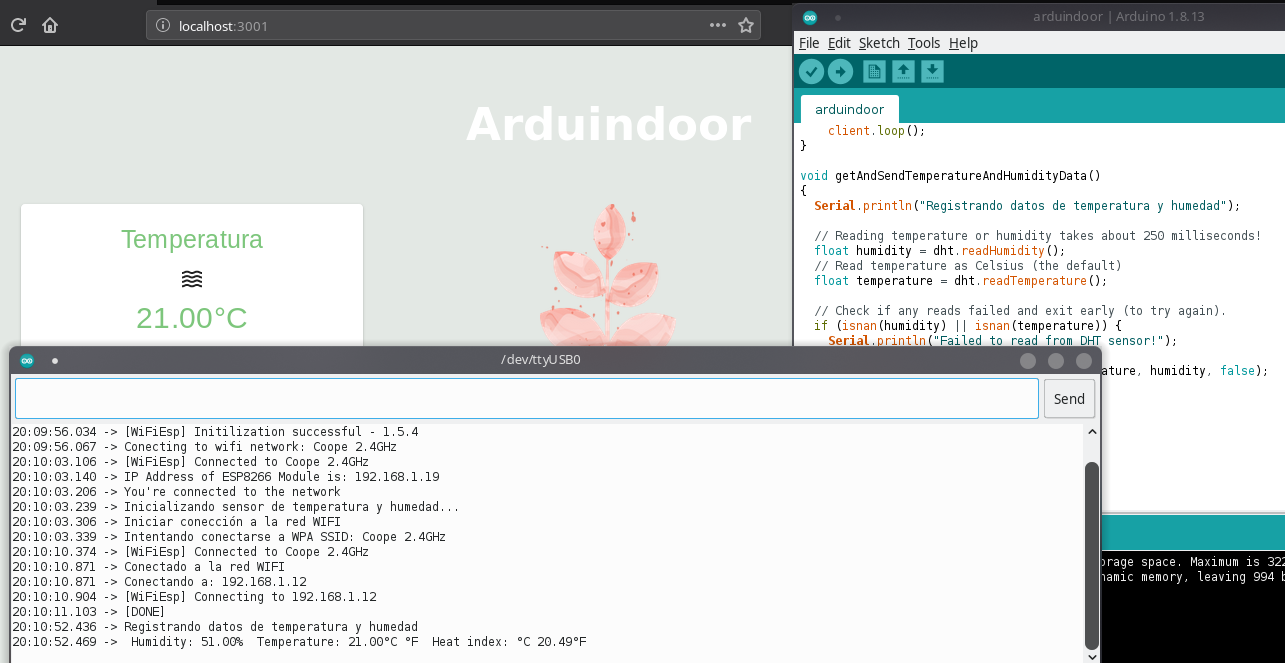 localhost:3001
Arduindoor
Temperatura
21.00°C
arduindoor | Arduino 1.8.13
File Edit Sketch Tools Help
arduindoor
client.loop();
}
void getAndSendTemperatureAndHumidityData()
{
Serial.println("Registrando datos de temperatura y humedad");
// Reading temperature or humidity takes about 250 milliseconds!
float humidity = dht.readHumidity();
// Read temperature as Celsius (the default)
float temperature = dht.readTemperature();
// Check if any reads failed and exit early (to try again).
if (isnan(humidity) || isnan(temperature)) {
Serial.println("Failed to read from DHT sensor!");
ature, humidity, false);
/dev/ttyUSB0
Send
20:09:56.034 -> [WiFiEsp] Initilization successful - 1.5.4
20:09:56.067 -> Conecting to wifi network: Coope 2.4GHz
20:10:03.106 -> [WiFiEsp] Connected to Coope 2.4GHz
20:10:03.140 -> IP Address of ESP8266 Module is: 192.168.1.19
20:10:03.206 -> You're connected to the network
20:10:03.239 -> Inicializando sensor de temperatura y humedad...
20:10:03.306 -> Iniciar conección a la red WIFI
20:10:03.339 -> Intentando conectarse a WPA SSID: Coope 2.4GHz
20:10:10.374 -> [WiFiEsp] Connected to Coope 2.4GHz
20:10:10.871 -> Conectado a la red WIFI
20:10:10.871 -> Conectando a: 192.168.1.12
20:10:10.904 -> [WiFiEsp] Connecting to 192.168.1.12
20:10:11.103 -> [DONE]
20:10:52.436 -> Registrando datos de temperatura y humedad
20:10:52.469 -> Humidity: 51.00% Temperature: 21.00°C °F Heat index: °C 20.49°F
orage space. Maximum is 322
namic memory, leaving 994 b